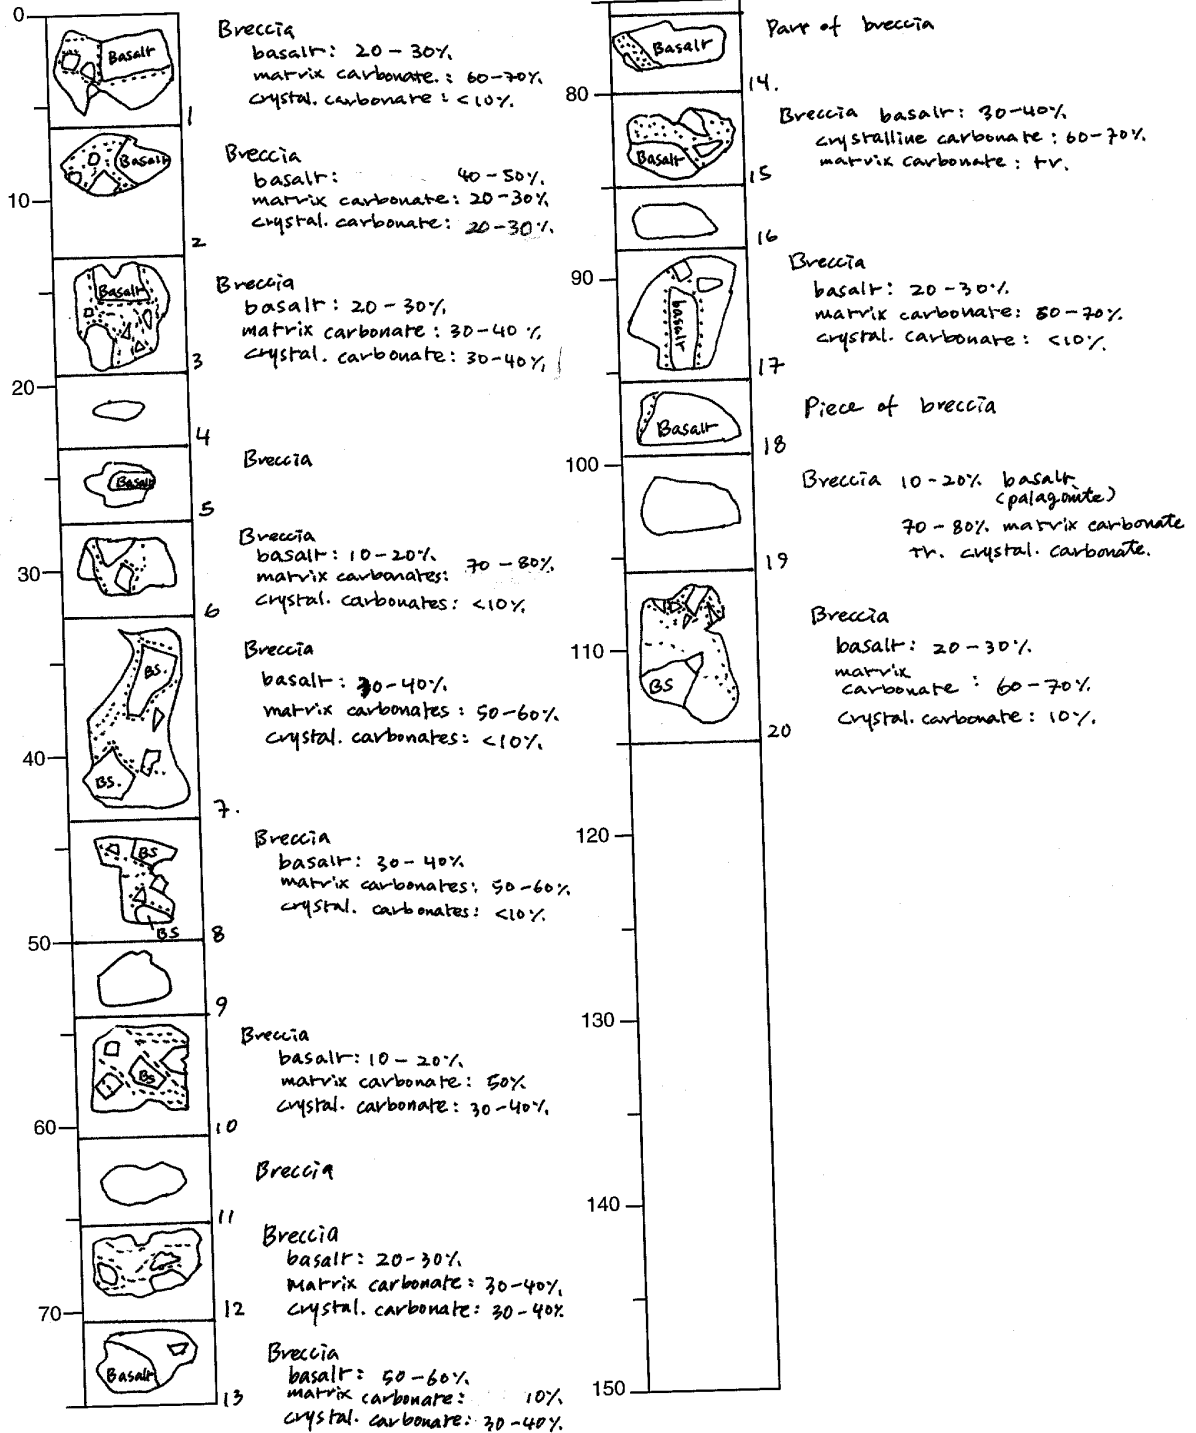 0
Basalt
1
Breccia
basalt: 20-30%
matrix carbonate.: 60-70%
crystal. carbonate: <10%.
Basalt
10
2
Breccia
basalt: 40-50%.
matrix carbonate: 20-30%
crystal. carbonate: 20-30%.
Basalt
3
Breccia
basalt: 20-30%
matrix carbonate: 30-40%
crystal. carbonate: 30-40%.
20
4
Basalt
5
Breccia
30
6
Breccia
basalt: 10-20%.
matrix carbonates: 70-80%.
crystal. carbonates: <10%.
BS.
BS.
40
7.
Breccia
basalt: 30-40%.
matrix carbonates: 50-60%.
crystal. carbonates: <10%.
BS
BS
8
Breccia
basalt: 30-40%.
matrix carbonates: 50-60%.
crystal. carbonates: <10%.
50
9
BS
10
Breccia
basalt: 10-20%.
matrix carbonate: 50%.
crystal. carbonate: 30-40%.
60
11
Breccia
12
Breccia
basalt: 20-30%.
Matrix carbonate: 30-40%.
crystal. carbonate: 30-40%
70
Basalt
13
Breccia
basalt: 50-60%.
matrix carbonate: 10%.
crystal. carbonate: 30-40%.
Basalt
14.
Part of breccia
80
Basalt
15
Breccia basalt: 30-40%.
crystalline carbonate: 60-70%.
matrix carbonate: tr.
16
90
basalt
17
Breccia
basalt: 20-30%.
matrix carbonate: 60-70%.
crystal. carbonate: <10%.
Basalt
18
Piece of breccia
100
19
Breccia 10-20% basalt
(palagonite)
70-80% matrix carbonate
tr. crystal. carbonate.
110
BS
20
Breccia
basalt: 20-30%.
matrix
carbonate: 60-70%.
Crystal. carbonate: 10%.
120
130
140
150